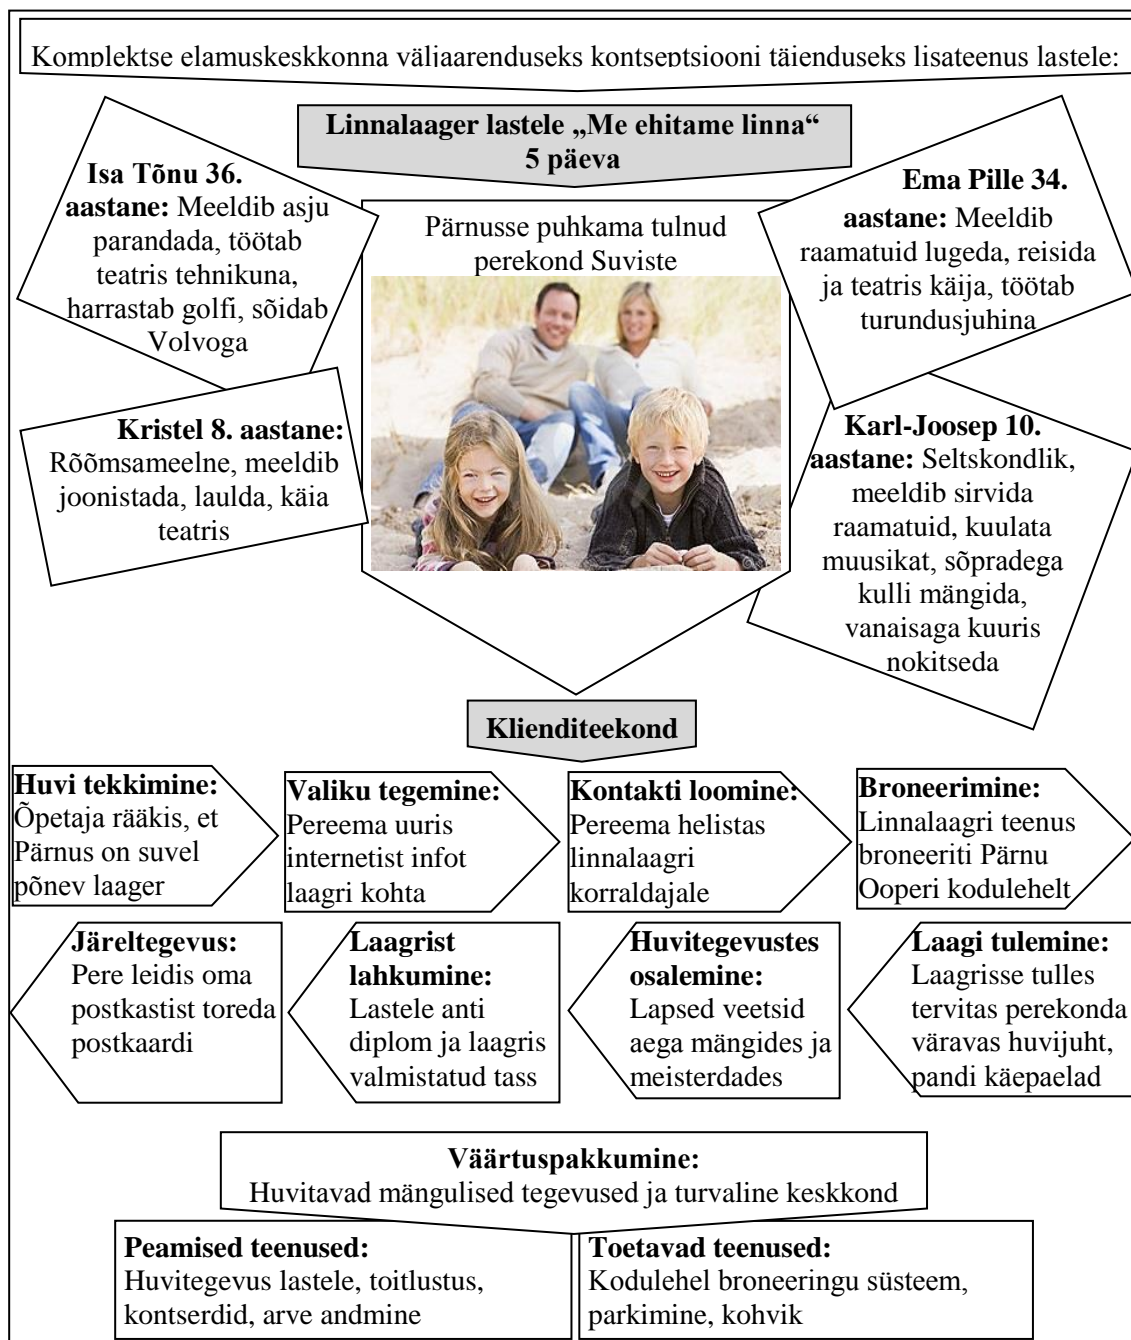 Komplektse elamuskeskkonna väljaarenduseks kontseptsiooni täienduseks lisateenus lastele:
Linnalaager lastele „Me ehitame linna“
5 päeva
Isa Tõnu 36.
aastane: Meeldib asju
parandada, töötab
teatris tehnikuna,
harrastab golfi, sõidab
Volvoga
Pärnusse puhkama tulnud
perekond Suviste
Ema Pille 34.
aastane: Meeldib
raamatuid lugeda, reisida
ja teatris käija, töötab
turundusjuhina
Kristel 8. aastane:
Rõõmsameelne, meeldib
joonistada, laulda, käia
teatris
Karl-Joosep 10.
aastane: Seltskondlik,
meeldib sirvida
raamatuid, kuulata
muusikat, sõpradega
kulli mängida,
vanaisaga kuuris
nokitseda
Klienditeekond
Huvi tekkimine:
Õpetaja rääkis, et
Pärnus on suvel
põnev laager
Valiku tegemine:
Pereema uuris
internetist infot
laagri kohta
Kontakti loomine:
Pereema helistas
linnalaagri
korraldajale
Broneerimine:
Linnalaagri teenus
broneeriti Pärnu
Ooperi kodulehelt
Järeltegevus:
Pere leidis oma
postkastist toreda
postkaardi
Laagrist
lahkumine:
Lastele anti
diplom ja laagris
valmistatud tass
Huvitegevustes
osalemine:
Lapsed veetsid
aega mängides ja
meisterdades
Laagi tulemine:
Laagrisse tulles
tervitas perekonda
väravas huvijuht,
pandi käepaelad
Väärtuspakkumine:
Huvitavad mängulised tegevused ja turvaline keskkond
Peamised teenused:
Huvitegevus lastele, toitlustus,
kontserdid, arve andmine
Toetavad teenused:
Kodulehel broneeringu süsteem,
parkimine, kohvik